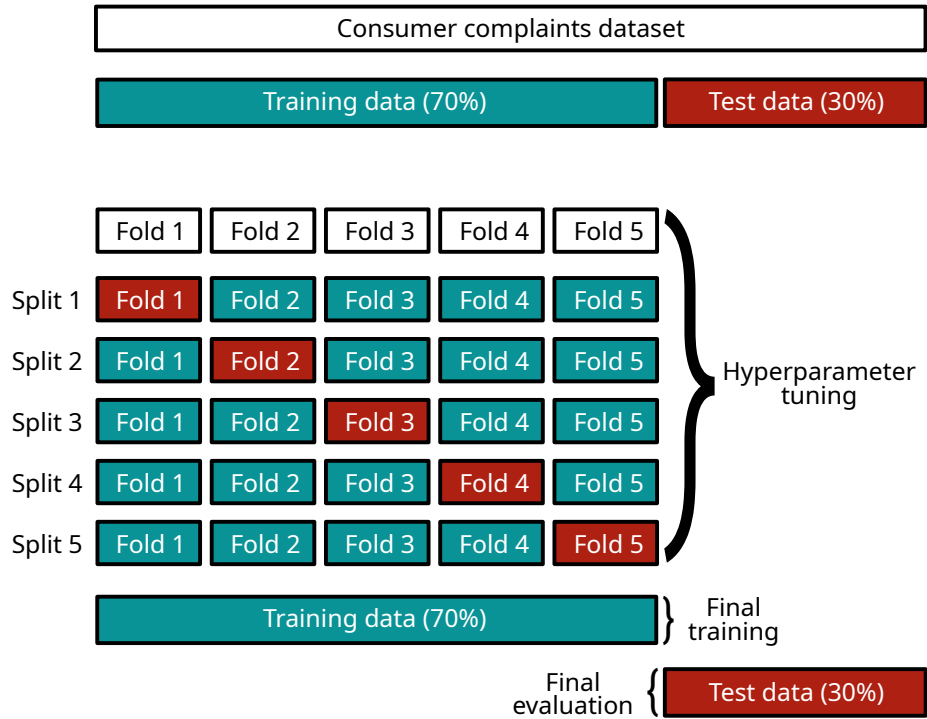 Consumer complaints dataset
Training data (70%) Test data (30%)
Fold 1 Fold 2 Fold 3 Fold 4 Fold 5
Split 1 Fold 1 Fold 2 Fold 3 Fold 4 Fold 5
Split 2 Fold 1 Fold 2 Fold 3 Fold 4 Fold 5
Hyperparameter
tuning
Split 3 Fold 1 Fold 2 Fold 3 Fold 4 Fold 5
Split 4 Fold 1 Fold 2 Fold 3 Fold 4 Fold 5
Split 5 Fold 1 Fold 2 Fold 3 Fold 4 Fold 5
Training data (70%)
Final
training
Final
evaluation
Test data (30%)